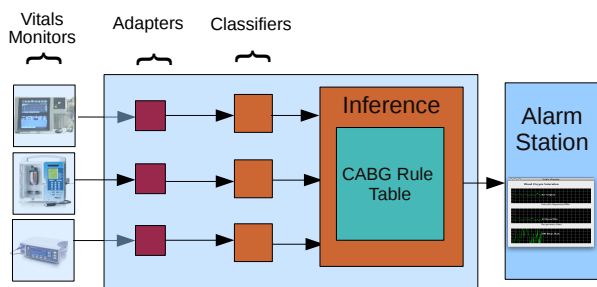 Vitals
Monitors
Adapters
Classifiers
Inference
CABG Rule
Table
Alarm
Station